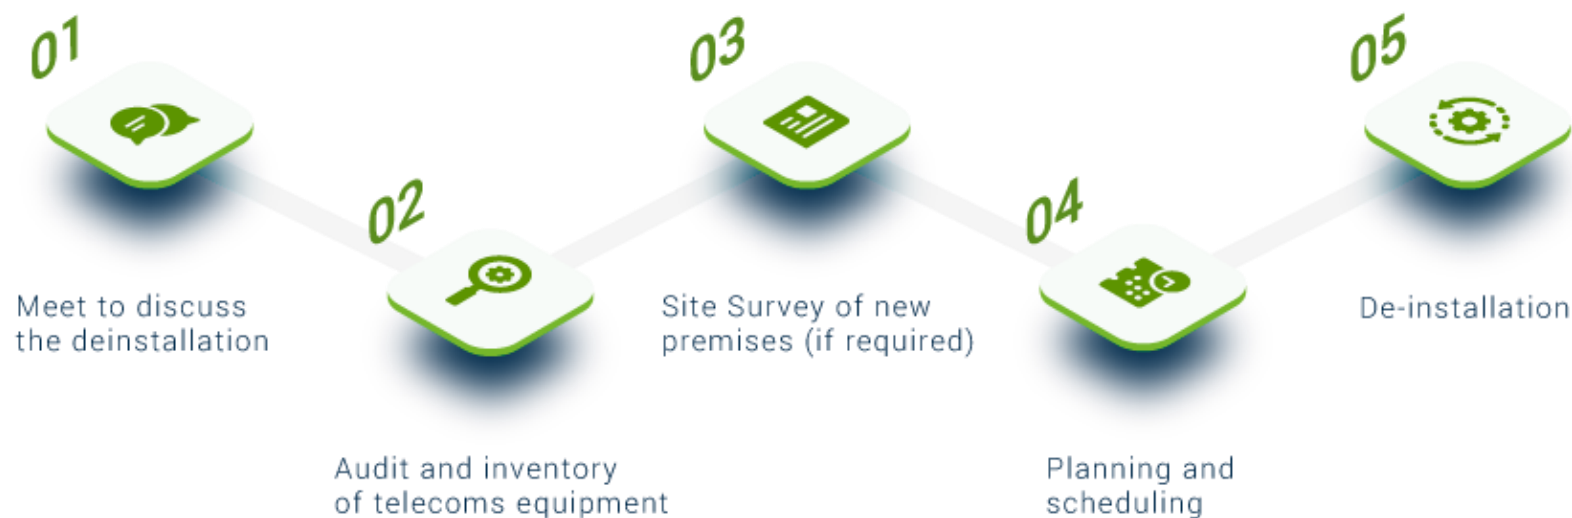 01
Meet to discuss
the deinstallation
02
Audit and inventory
of telecoms equipment
03
Site Survey of new
premises (if required)
04
Planning and
scheduling
05
De-installation